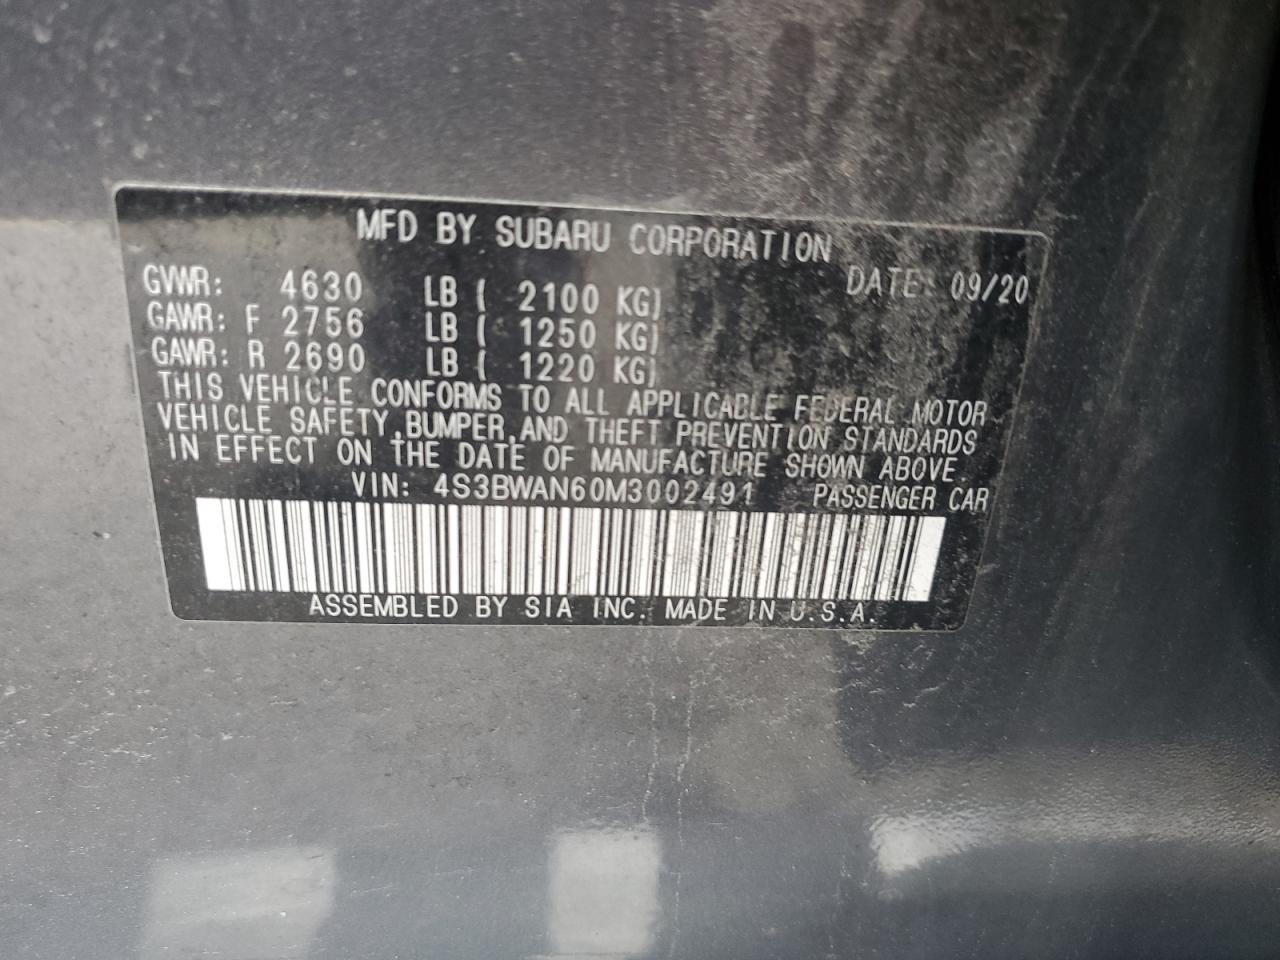 MFD BY SUBARU CORPORATION
DATE: 09/20
GVWR: 4630 LB ( 2100 KG)
GAWR: F 2756 LB ( 1250 KG)
GAWR: R 2690 LB ( 1220 KG)
THIS VEHICLE CONFORMS TO ALL APPLICABLE FEDERAL MOTOR
VEHICLE SAFETY, BUMPER, AND THEFT PREVENTION STANDARDS
IN EFFECT ON THE DATE OF MANUFACTURE SHOWN ABOVE.
VIN: 4S3BWAN60M3002491 PASSENGER CAR
ASSEMBLED BY SIA INC. MADE IN U.S.A.